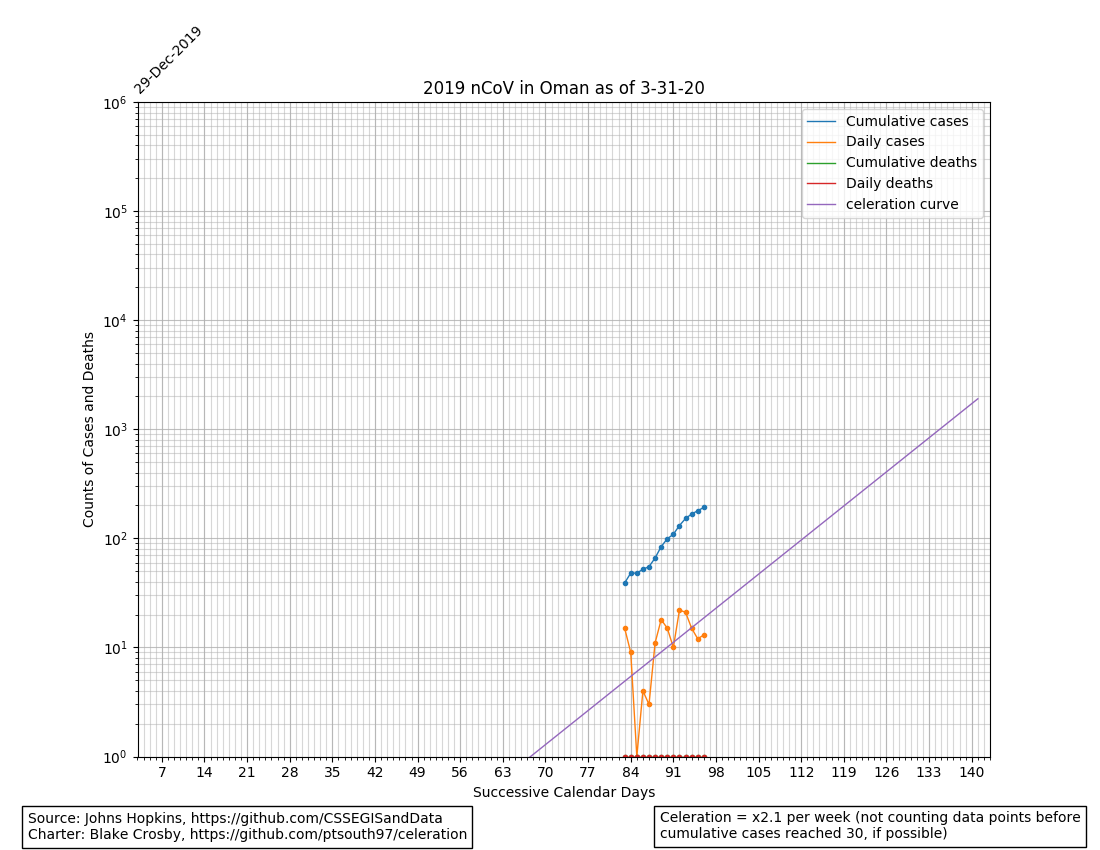 29-Dec-2019
2019 nCoV in Oman as of 3-31-20
10^6
10^5
10^4
10^3
10^2
10^1
10^0
Counts of Cases and Deaths
Cumulative cases
Daily cases
Cumulative deaths
Daily deaths
celeration curve
7 14 21 28 35 42 49 56 63 70 77 84 91 98 105 112 119 126 133 140
Successive Calendar Days
Source: Johns Hopkins, https://github.com/CSSEGISandData
Charter: Blake Crosby, https://github.com/ptsouth97/celeration
Celeration = x2.1 per week (not counting data points before
cumulative cases reached 30, if possible)